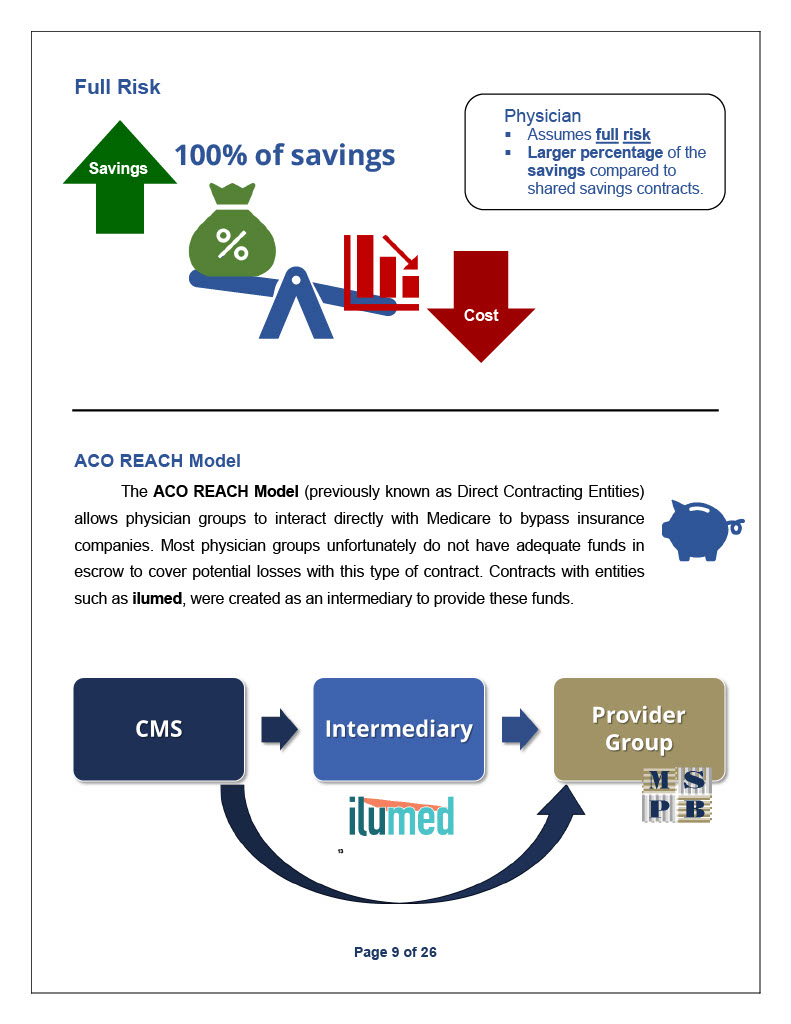 Full Risk
Savings
100% of savings
Physician
▪ Assumes full risk
▪ Larger percentage of the
savings compared to
shared savings contracts.
%
Cost
ACO REACH Model
The ACO REACH Model (previously known as Direct Contracting Entities)
allows physician groups to interact directly with Medicare to bypass insurance
companies. Most physician groups unfortunately do not have adequate funds in
escrow to cover potential losses with this type of contract. Contracts with entities
such as ilumed, were created as an intermediary to provide these funds.
CMS
Intermediary
Provider
Group
M S
P B
ilumed
13
Page 9 of 26